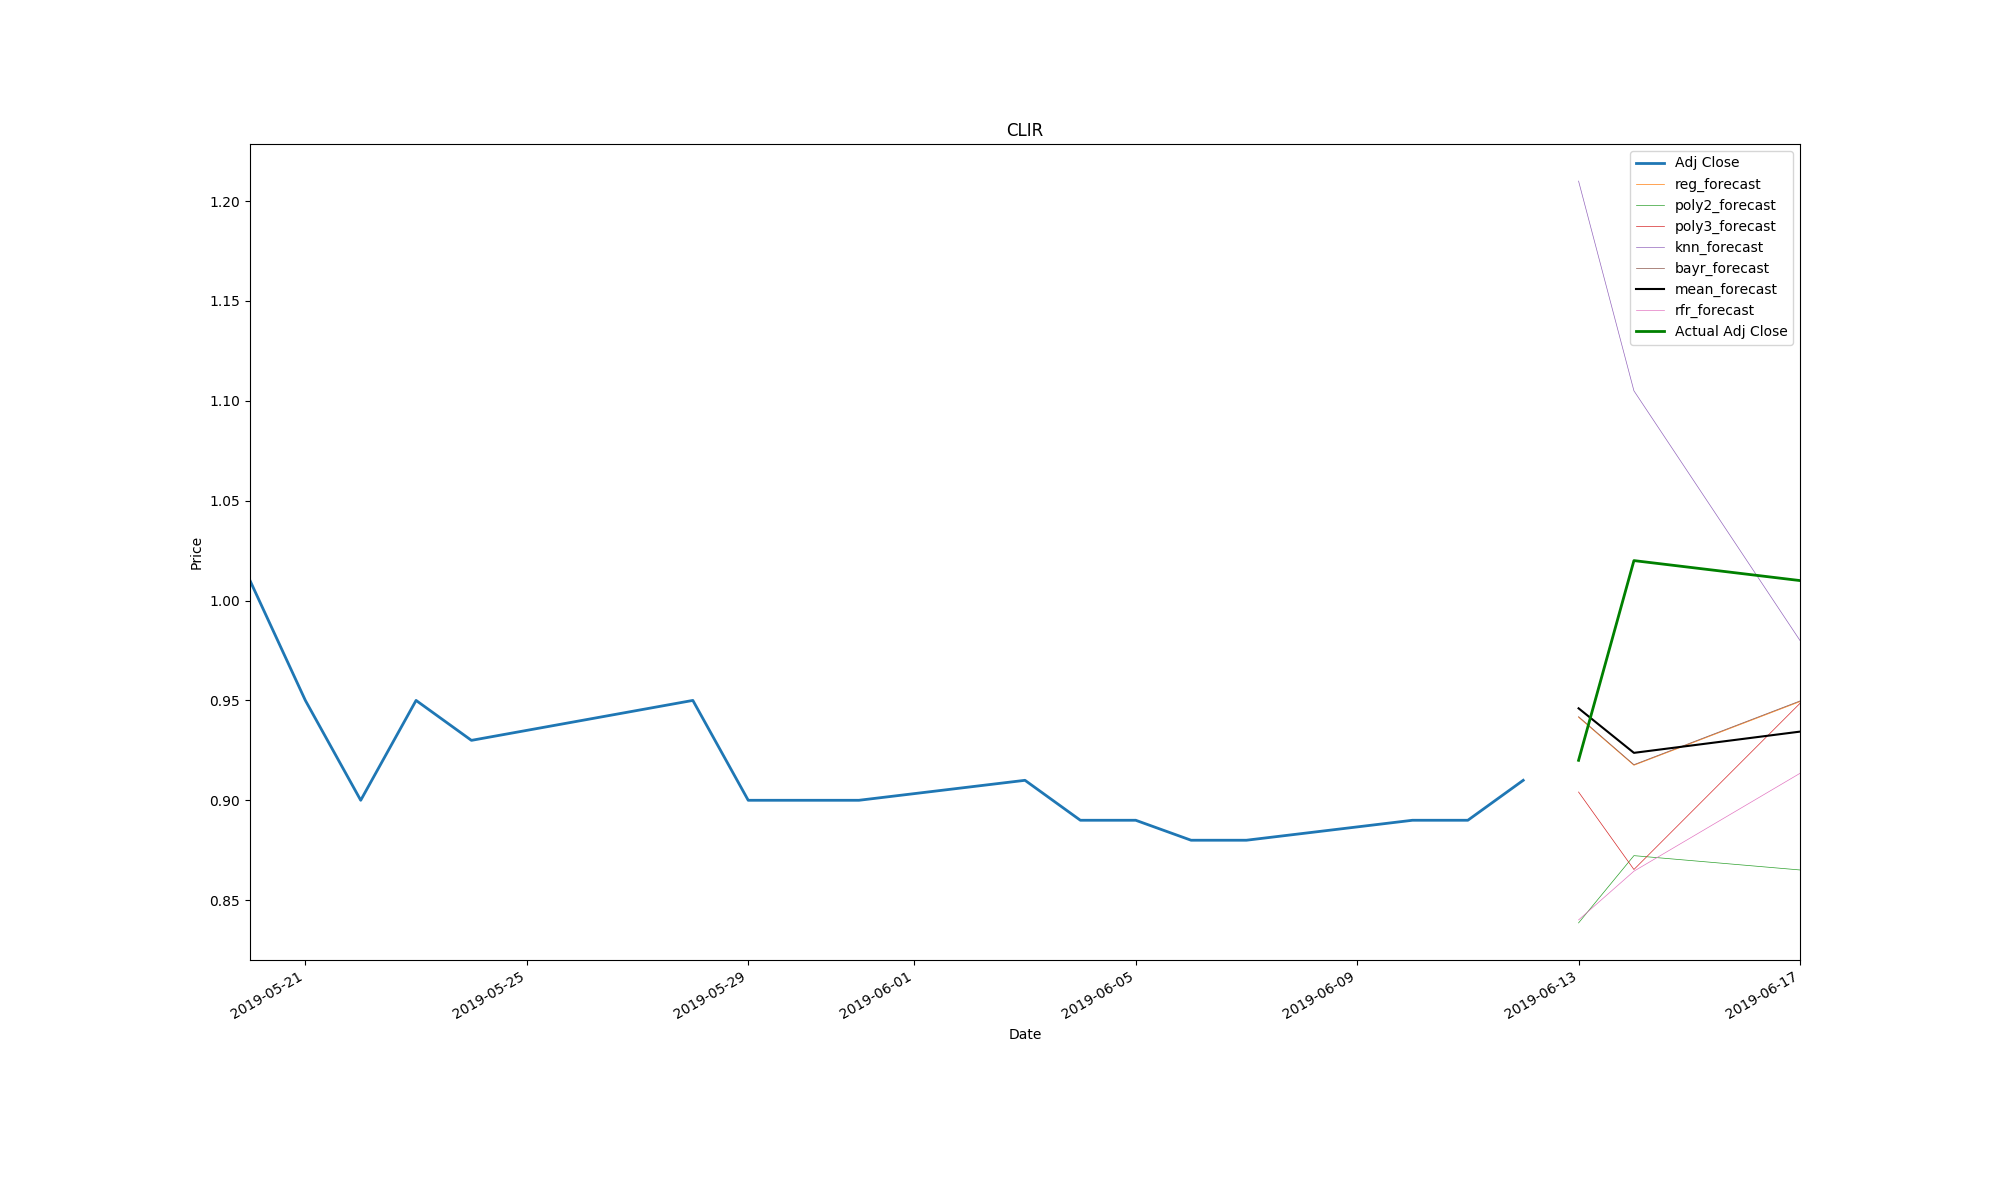 CLIR
Adj Close
reg_forecast
poly2_forecast
poly3_forecast
knn_forecast
bayr_forecast
mean_forecast
rfr_forecast
Actual Adj Close
1.20
1.15
1.10
1.05
1.00
0.95
0.90
0.85
Price
2019-05-21
2019-05-25
2019-05-29
2019-06-01
2019-06-05
2019-06-09
2019-06-13
2019-06-17
Date